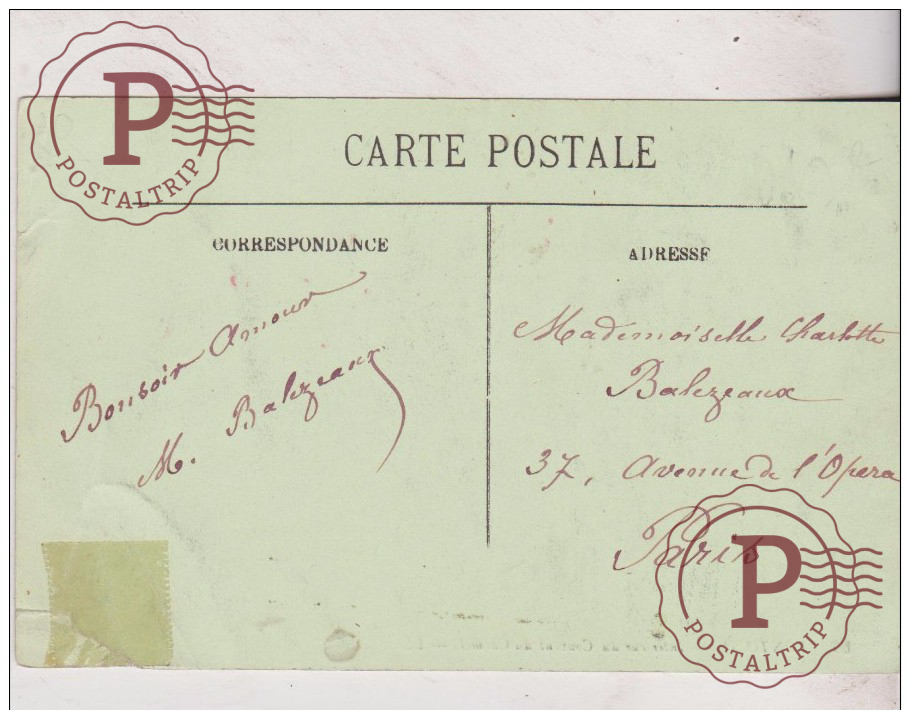 P
POSTALTRIP
CARTE POSTALE
CORRESPONDANCE
Bonsoir Amour
M. Balezeaux
ADRESSE
Mademoiselle Charlotte
Balezeaux
37, Avenue de l'Opera
Paris
P
POSTALTRIP